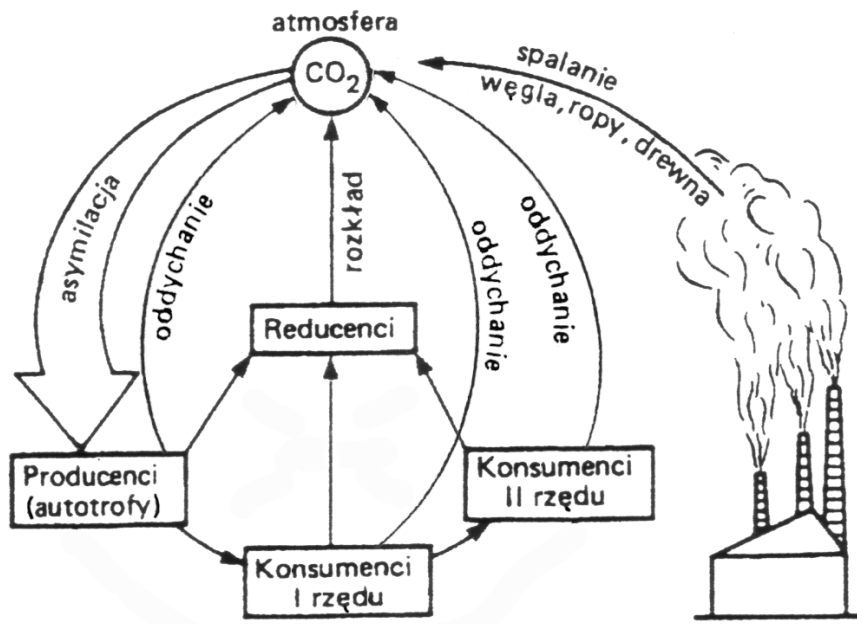 atmosfera
CO2
spalanie
węgla, ropy, drewna
asymilacja
oddychanie
rozkład
oddychanie
oddychanie
Reducenci
Producenci
(autotrofy)
Konsumenci
II rzędu
Konsumenci
I rzędu